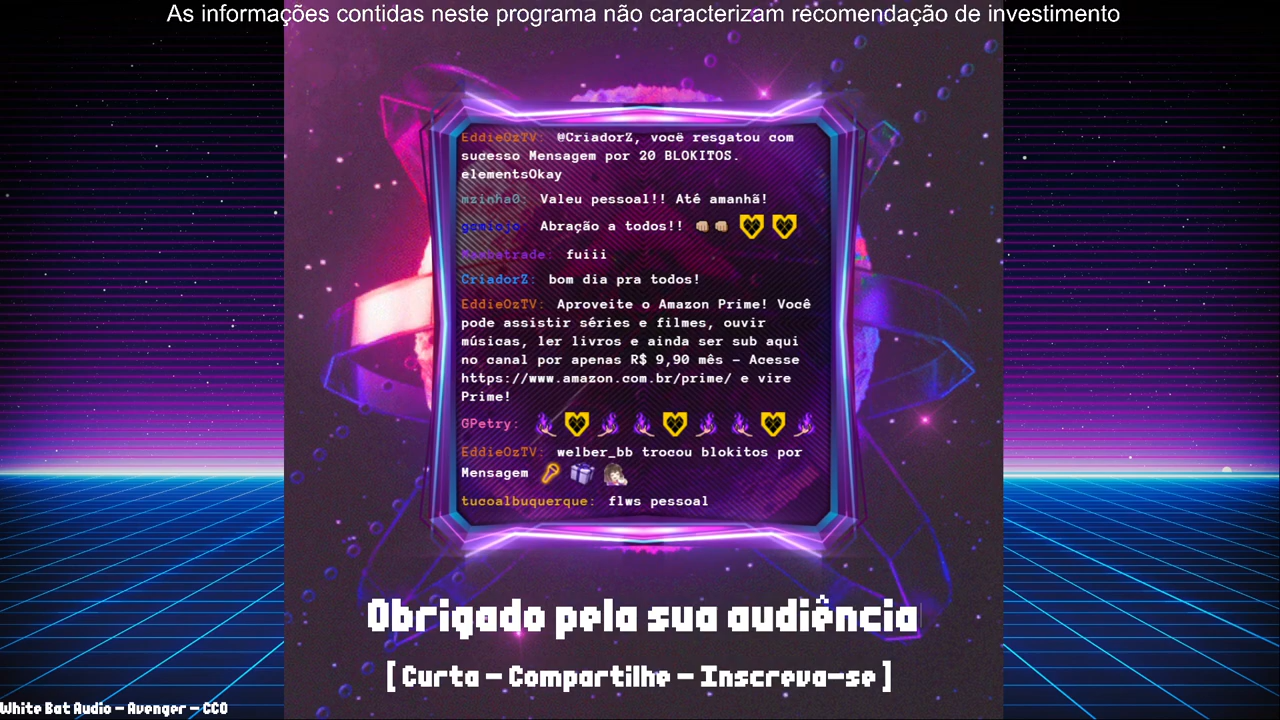 As informações contidas neste programa não caracterizam recomendação de investimento
EddieOzTV: @CriadorZ, você resgatou com
sucesso Mensagem por 20 BLOKITOS.
elementsOkay
mzinha0: Valeu pessoal!! Até amanhã!
Abração a todos!!
fuiii
CriadorZ: bom dia pra todos!
EddieOzTV: Aproveite o Amazon Prime! Você
pode assistir séries e filmes, ouvir
músicas, ler livros e ainda ser sub aqui
no canal por apenas R$ 9,90 mês - Acesse
https://www.amazon.com.br/prime/ e vire
Prime!
GPetry:
EddieOzTV: welber_bb trocou blokitos por
Mensagem
tucoalbuquerque: flws pessoal
Obrigado pela sua audiência
[ Curta - Compartilhe - Inscreva-se ]
White Bat Audio - Avenger - CC0